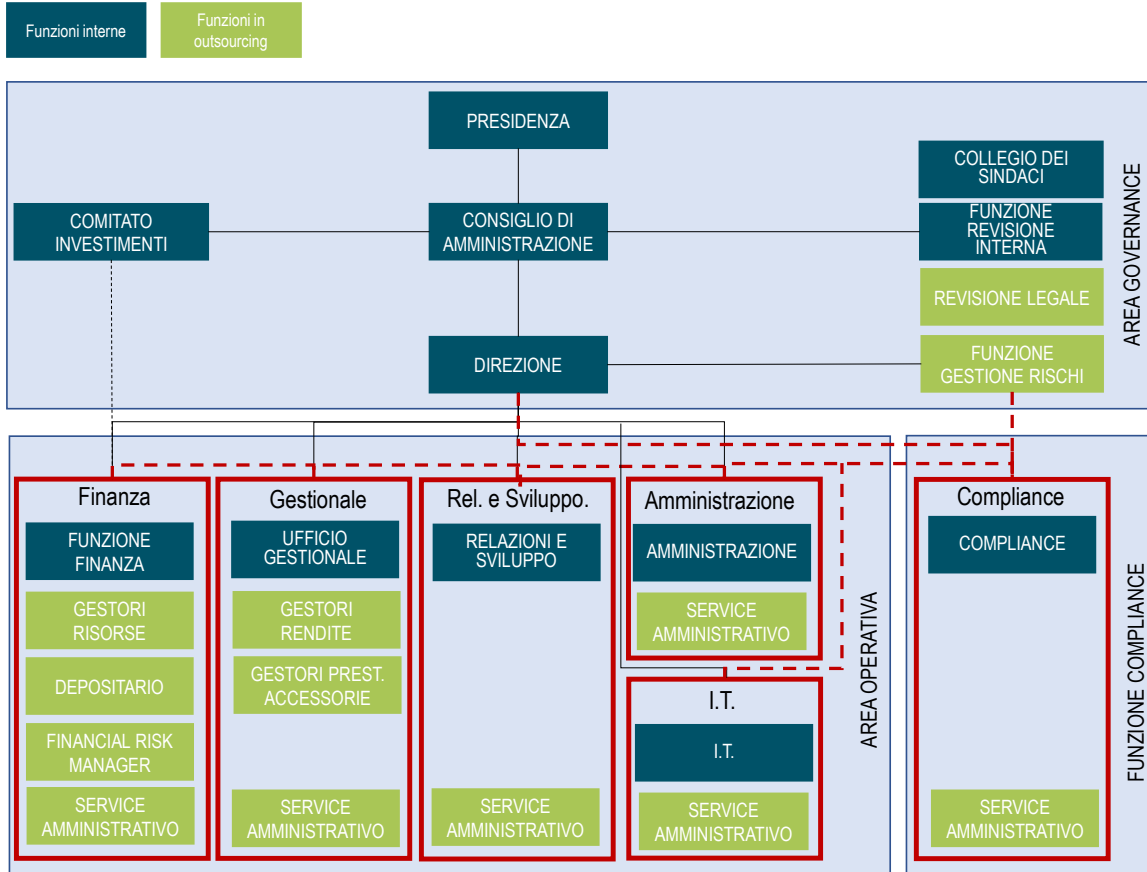 Funzioni interne
Funzioni in
outsourcing
PRESIDENZA
COLLEGIO DEI
SINDACI
COMITATO
INVESTIMENTI
CONSIGLIO DI
AMMINISTRAZIONE
FUNZIONE
REVISIONE
INTERNA
REVISIONE LEGALE
DIREZIONE
FUNZIONE
GESTIONE RISCHI
AREA GOVERNANCE
Finanza
FUNZIONE
FINANZA
GESTORI
RISORSE
DEPOSITARIO
FINANCIAL RISK
MANAGER
SERVICE
AMMINISTRATIVO
Gestionale
UFFICIO
GESTIONALE
GESTORI
RENDITE
GESTORI PREST.
ACCESSORIE
SERVICE
AMMINISTRATIVO
Rel. e Sviluppo.
RELAZIONI E
SVILUPPO
SERVICE
AMMINISTRATIVO
Amministrazione
AMMINISTRAZIONE
SERVICE
AMMINISTRATIVO
I.T.
I.T.
SERVICE
AMMINISTRATIVO
AREA OPERATIVA
Compliance
COMPLIANCE
SERVICE
AMMINISTRATIVO
FUNZIONE COMPLIANCE